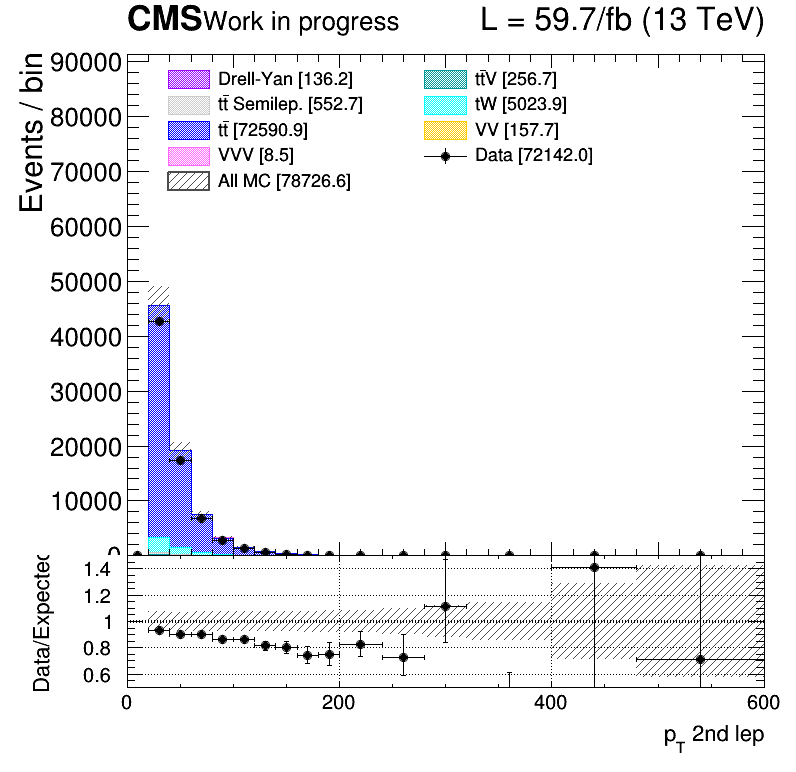 CMS Work in progress L = 59.7/fb (13 TeV)
Events / bin
90000
80000
70000
60000
50000
40000
30000
20000
10000
0
Drell-Yan [136.2]
tt̄ Semilep. [552.7]
tt̄ [72590.9]
VVV [8.5]
All MC [78726.6]
tt̄V [256.7]
tW [5023.9]
VV [157.7]
Data [72142.0]
Data/Expected
1.4
1.2
1
0.8
0.6
0 200 400 600
p_T 2nd lep